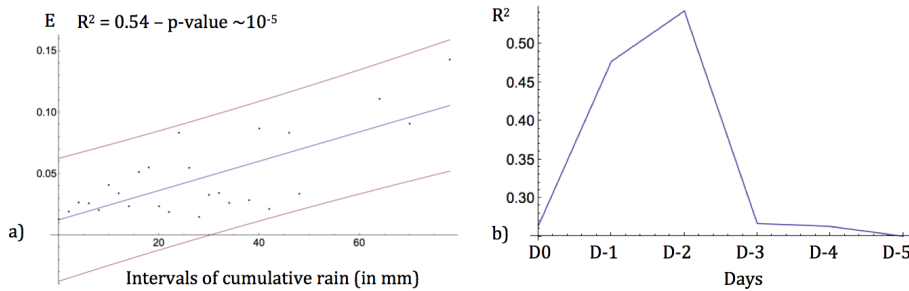 E R² = 0.54 – p-value ~10⁻⁵
0.15
0.10
0.05
20 40 60
a)
Intervals of cumulative rain (in mm)
R²
0.50
0.45
0.40
0.35
0.30
0.25
b)
D0 D-1 D-2 D-3 D-4 D-5
Days